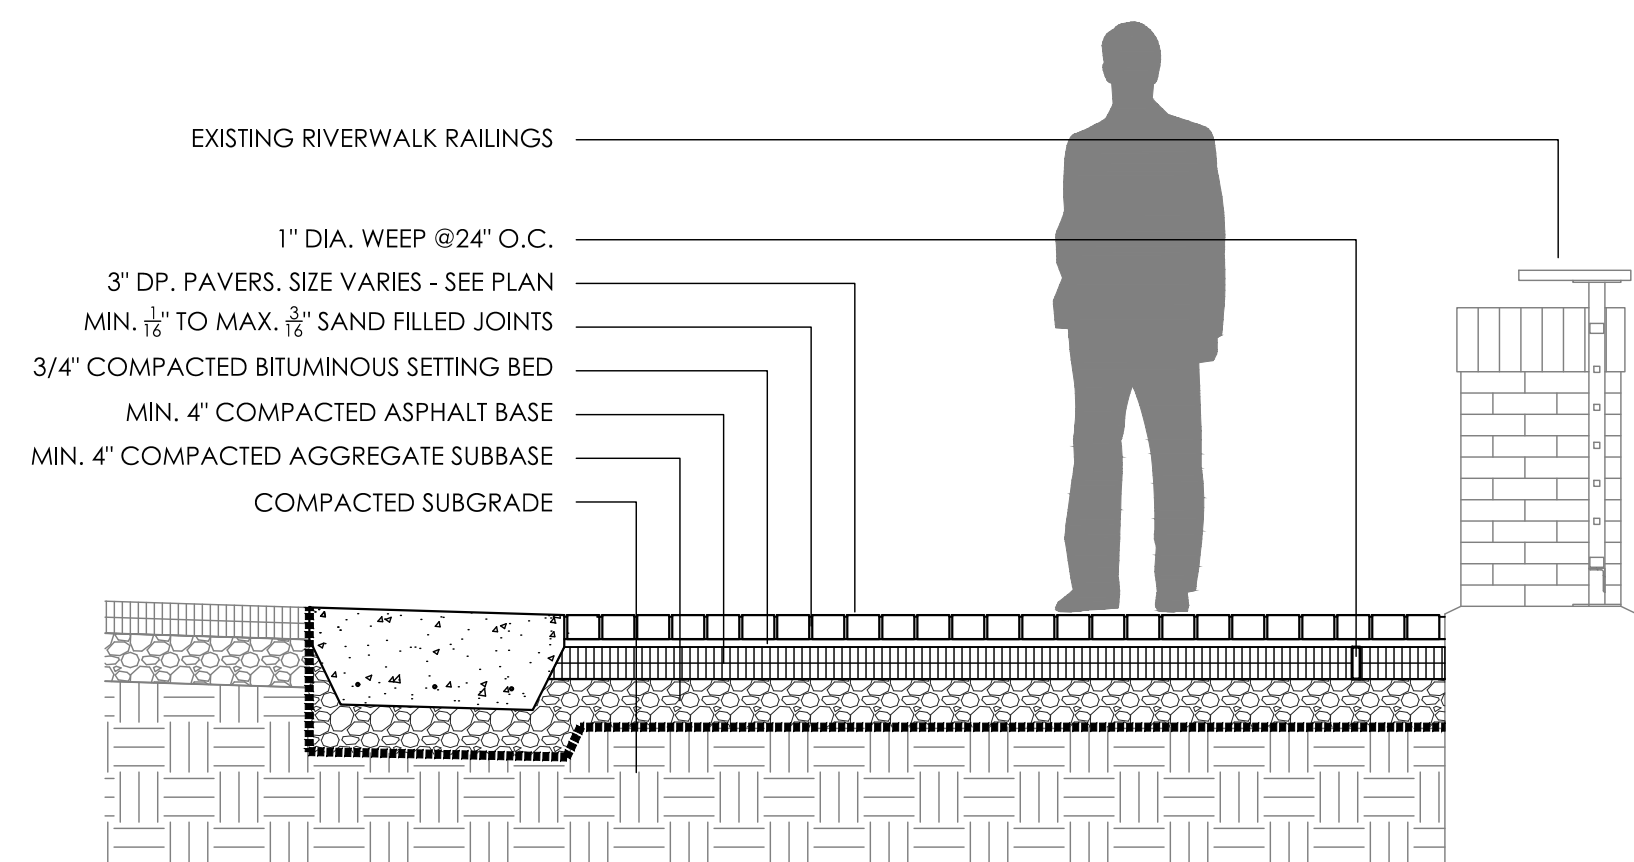 EXISTING RIVERWALK RAILINGS
1" DIA. WEEP @24" O.C.
3" DP. PAVERS. SIZE VARIES - SEE PLAN
MIN. 1/16" TO MAX. 3/16" SAND FILLED JOINTS
3/4" COMPACTED BITUMINOUS SETTING BED
MIN. 4" COMPACTED ASPHALT BASE
MIN. 4" COMPACTED AGGREGATE SUBBASE
COMPACTED SUBGRADE